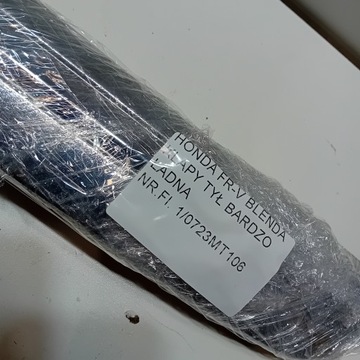 HONDA FR-V BLENDA
KLAPY TYŁ BARDZO
ŁADNA
NR.FI. 1/0723MT106